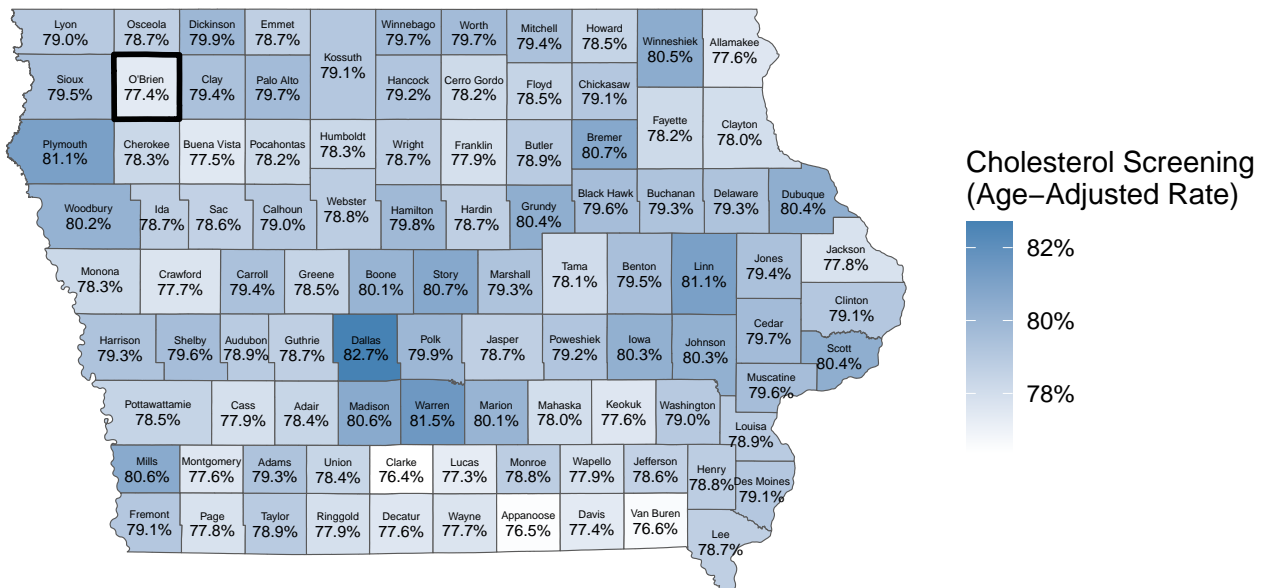 Lyon
79.0%
Osceola
78.7%
Dickinson
79.9%
Emmet
78.7%
Kossuth
79.1%
Winnebago
79.7%
Worth
79.7%
Mitchell
79.4%
Howard
78.5%
Winneshiek
80.5%
Allamakee
77.6%
Sioux
79.5%
O'Brien
77.4%
Clay
79.4%
Palo Alto
79.7%
Hancock
79.2%
Cerro Gordo
78.2%
Floyd
78.5%
Chickasaw
79.1%
Fayette
78.2%
Clayton
78.0%
Plymouth
81.1%
Cherokee
78.3%
Buena Vista
77.5%
Pocahontas
78.2%
Humboldt
78.3%
Wright
78.7%
Franklin
77.9%
Butler
78.9%
Bremer
80.7%
Woodbury
80.2%
Ida
78.7%
Sac
78.6%
Calhoun
79.0%
Webster
78.8%
Hamilton
79.8%
Hardin
78.7%
Grundy
80.4%
Black Hawk
79.6%
Buchanan
79.3%
Delaware
79.3%
Dubuque
80.4%
Monona
78.3%
Crawford
77.7%
Carroll
79.4%
Greene
78.5%
Boone
80.1%
Story
80.7%
Marshall
79.3%
Tama
78.1%
Benton
79.5%
Linn
81.1%
Jones
79.4%
Jackson
77.8%
Clinton
79.1%
Harrison
79.3%
Shelby
79.6%
Audubon
78.9%
Guthrie
78.7%
Dallas
82.7%
Polk
79.9%
Jasper
78.7%
Poweshiek
79.2%
Iowa
80.3%
Johnson
80.3%
Cedar
79.7%
Scott
80.4%
Muscatine
79.6%
Pottawattamie
78.5%
Cass
77.9%
Adair
78.4%
Madison
80.6%
Warren
81.5%
Marion
80.1%
Mahaska
78.0%
Keokuk
77.6%
Washington
79.0%
Louisa
78.9%
Mills
80.6%
Montgomery
77.6%
Adams
79.3%
Union
78.4%
Clarke
76.4%
Lucas
77.3%
Monroe
78.8%
Wapello
77.9%
Jefferson
78.6%
Henry
78.8%
Des Moines
79.1%
Fremont
79.1%
Page
77.8%
Taylor
78.9%
Ringgold
77.9%
Decatur
77.6%
Wayne
77.7%
Appanoose
76.5%
Davis
77.4%
Van Buren
76.6%
Lee
78.7%
Cholesterol Screening
(Age−Adjusted Rate)
82%
80%
78%